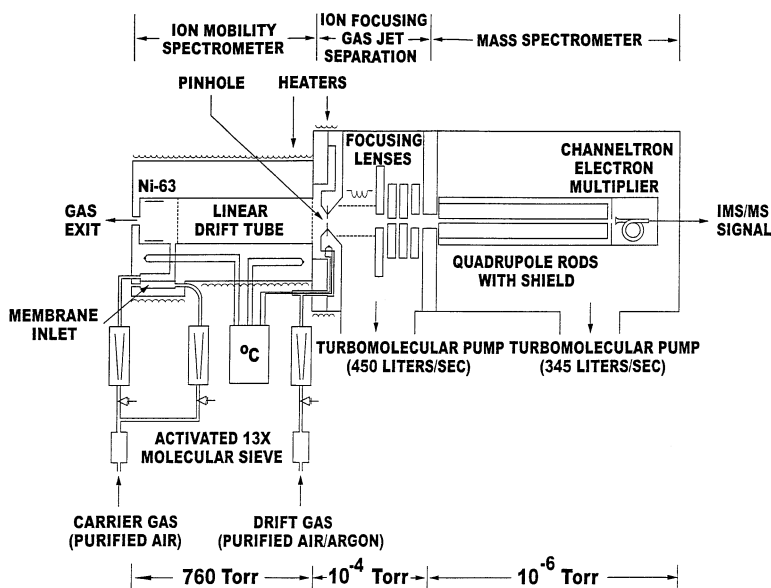 ION MOBILITY
SPECTROMETER
ION FOCUSING
GAS JET
SEPARATION
MASS SPECTROMETER
PINHOLE
HEATERS
FOCUSING
LENSES
CHANNELTRON
ELECTRON
MULTIPLIER
Ni-63
GAS
EXIT
LINEAR
DRIFT TUBE
IMS/MS
SIGNAL
QUADRUPOLE RODS
WITH SHIELD
MEMBRANE
INLET
ºC
TURBOMOLECULAR PUMP
(450 LITERS/SEC)
TURBOMOLECULAR PUMP
(345 LITERS/SEC)
ACTIVATED 13X
MOLECULAR SIEVE
CARRIER GAS
(PURIFIED AIR)
DRIFT GAS
(PURIFIED AIR/ARGON)
760 Torr
10⁻⁴ Torr
10⁻⁶ Torr